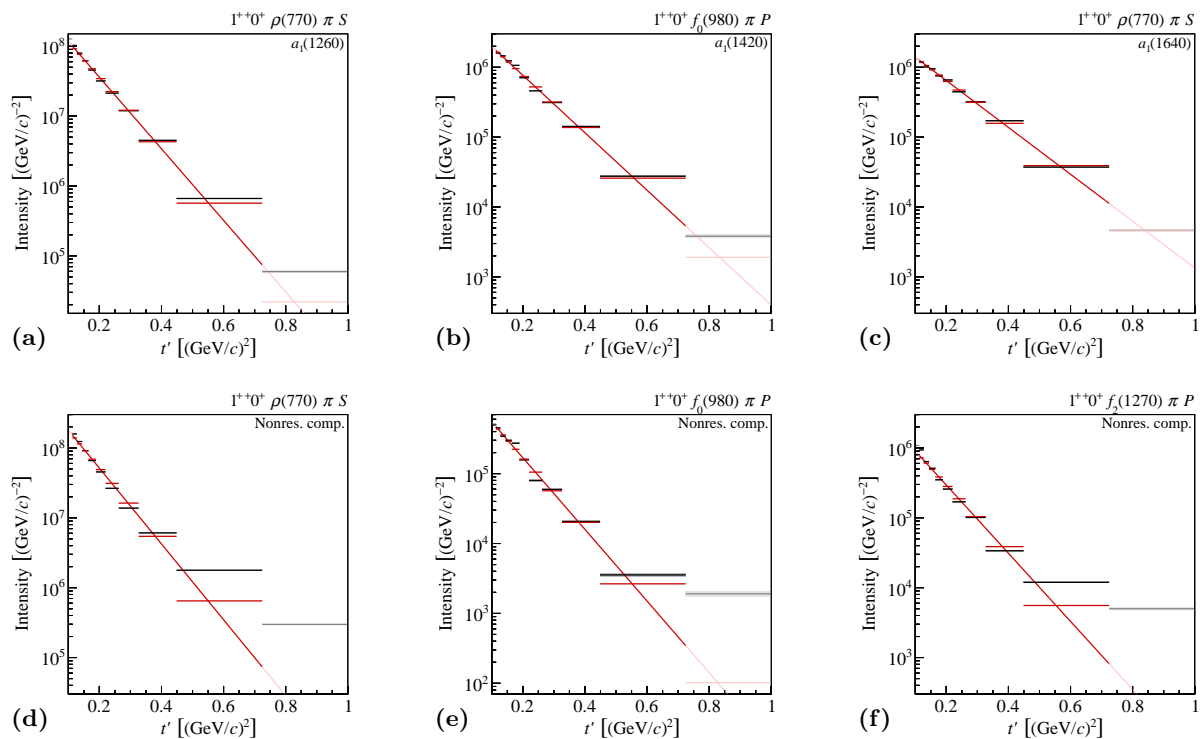 1⁺⁺0⁺ ρ(770) π S
a₁(1260)
10⁸
10⁷
10⁶
10⁵
Intensity [(GeV/c)⁻²]
0.2 0.4 0.6 0.8 1
t′ [(GeV/c)²]
(a)
1⁺⁺0⁺ f₀(980) π P
a₁(1420)
10⁶
10⁵
10⁴
10³
Intensity [(GeV/c)⁻²]
0.2 0.4 0.6 0.8 1
t′ [(GeV/c)²]
(b)
1⁺⁺0⁺ ρ(770) π S
a₁(1640)
10⁶
10⁵
10⁴
10³
Intensity [(GeV/c)⁻²]
0.2 0.4 0.6 0.8 1
t′ [(GeV/c)²]
(c)
1⁺⁺0⁺ ρ(770) π S
Nonres. comp.
10⁸
10⁷
10⁶
10⁵
Intensity [(GeV/c)⁻²]
0.2 0.4 0.6 0.8 1
t′ [(GeV/c)²]
(d)
1⁺⁺0⁺ f₀(980) π P
Nonres. comp.
10⁵
10⁴
10³
10²
Intensity [(GeV/c)⁻²]
0.2 0.4 0.6 0.8 1
t′ [(GeV/c)²]
(e)
1⁺⁺0⁺ f₂(1270) π P
Nonres. comp.
10⁶
10⁵
10⁴
10³
Intensity [(GeV/c)⁻²]
0.2 0.4 0.6 0.8 1
t′ [(GeV/c)²]
(f)